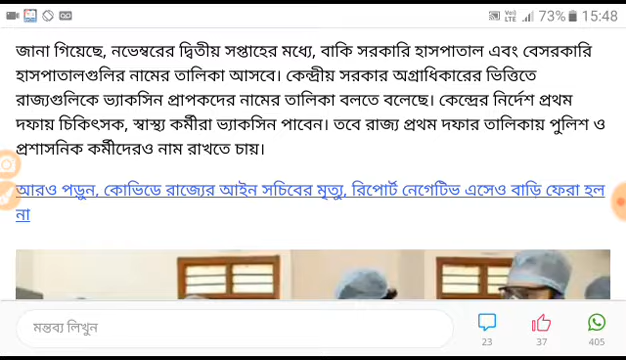 73% 15:48
জানা গিয়েছে, নভেম্বরের দ্বিতীয় সপ্তাহের মধ্যে, বাকি সরকারি হাসপাতাল এবং বেসরকারি
হাসপাতালগুলির নামের তালিকা আসবে। কেন্দ্রীয় সরকার অগ্রাধিকারের ভিত্তিতে
রাজ্যগুলিকে ভ্যাকসিন প্রাপকদের নামের তালিকা বলতে বলেছে। কেন্দ্রের নির্দেশ প্রথম
দফায় চিকিৎসক, স্বাস্থ্য কর্মীরা ভ্যাকসিন পাবেন। তবে রাজ্য প্রথম দফার তালিকায় পুলিশ ও
প্রশাসনিক কর্মীদেরও নাম রাখতে চায়।
আরও পড়ুন, কোভিডে রাজ্যের আইন সচিবের মৃত্যু, রিপোর্ট নেগেটিভ এসেও বাড়ি ফেরা হল
না
মন্তব্য লিখুন
23 37 405